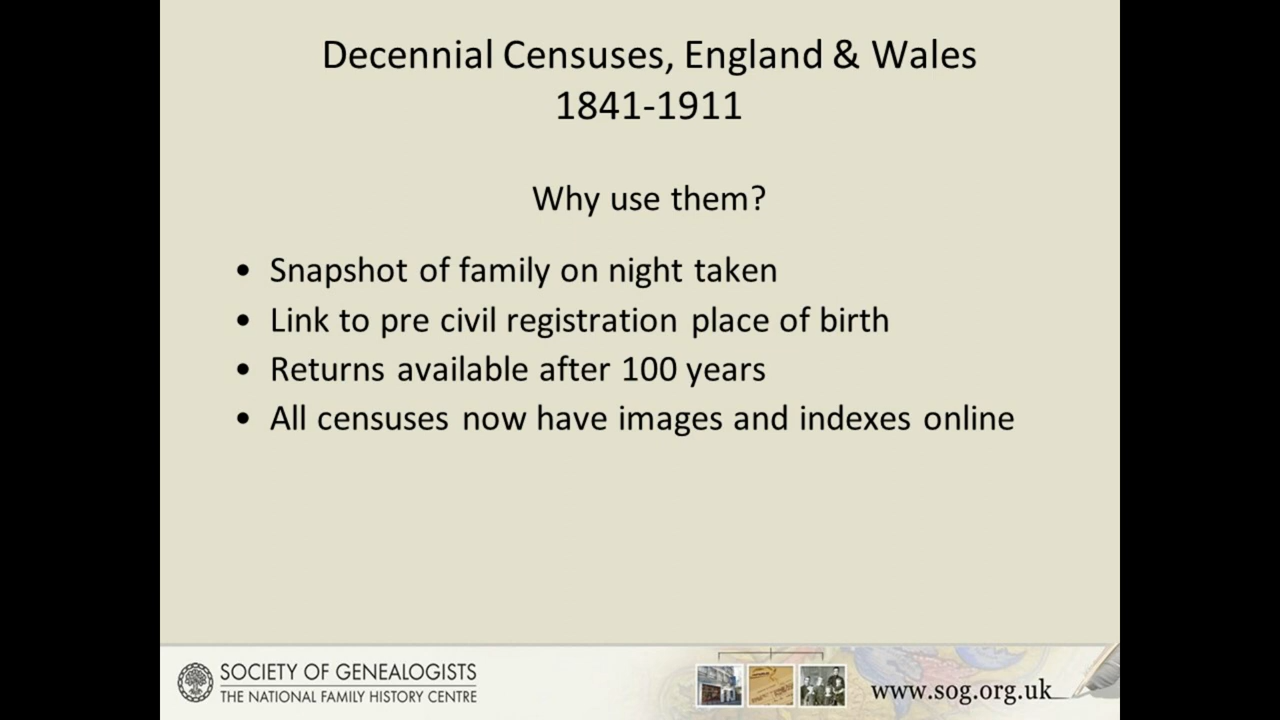 Decennial Censuses, England & Wales
1841-1911
Why use them?
• Snapshot of family on night taken
• Link to pre civil registration place of birth
• Returns available after 100 years
• All censuses now have images and indexes online
SOCIETY OF GENEALOGISTS
THE NATIONAL FAMILY HISTORY CENTRE
www.sog.org.uk